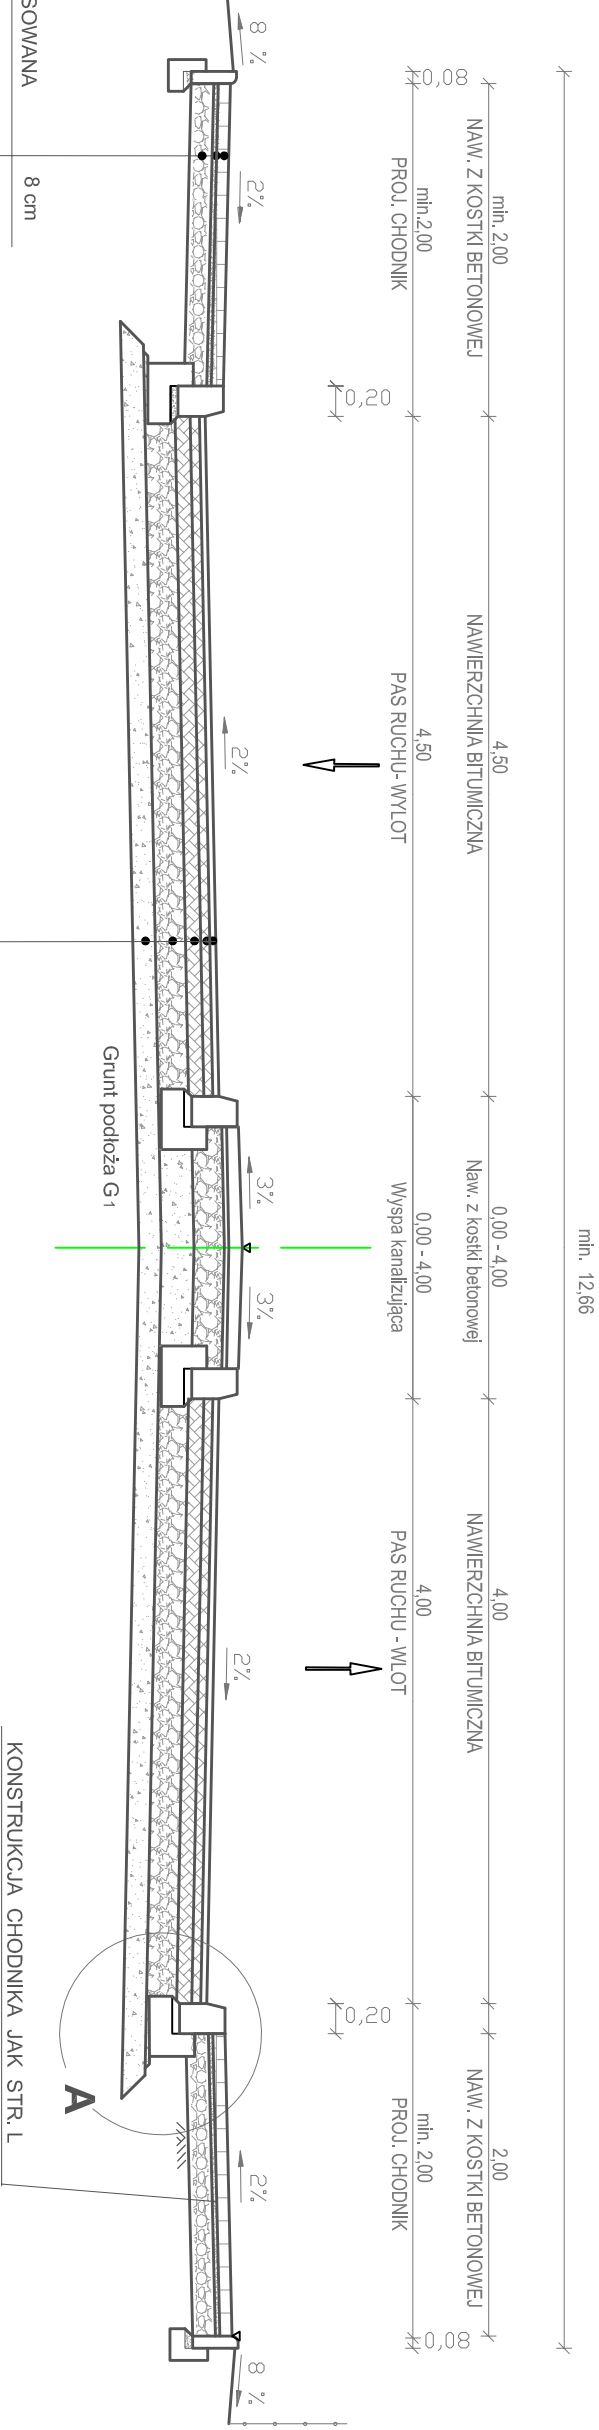 min. 12,66
min. 2,00
NAW. Z KOSTKI BETONOWEJ
4,50
NAWIERZCHNIA BITUMICZNA
0,00 - 4,00
Naw. z kostki betonowej
4,00
NAWIERZCHNIA BITUMICZNA
2,00
NAW. Z KOSTKI BETONOWEJ
0,08
min.2,00
PROJ. CHODNIK
0,20
4,50
PAS RUCHU- WYLOT
0,00 - 4,00
Wyspa kanalizująca
4,00
PAS RUCHU - WLOT
0,20
min. 2,00
PROJ. CHODNIK
0,08
8 %
2%
2%
3%
3%
2%
2%
8 %
Grunt podłoża G1
A
SOWANA 8 cm
KONSTRUKCJA CHODNIKA JAK STR. L